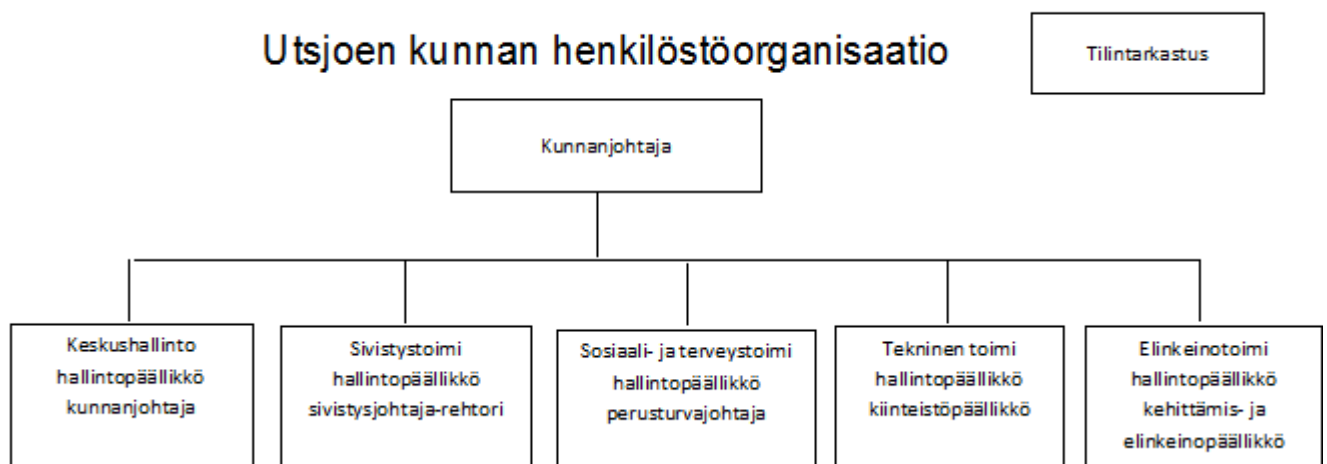 Utsjoen kunnan henkilöstöorganisaatio
Tilintarkastus
Kunnanjohtaja
Keskushallinto
hallintopäällikkö
kunnanjohtaja
Sivistystoimi
hallintopäällikkö
sivistysjohtaja-rehtori
Sosiaali- ja terveystoimi
hallintopäällikkö
perusturvajohtaja
Tekninen toimi
hallintopäällikkö
kiinteistöpäällikkö
Elinkeinotoimi
hallintopäällikkö
kehittämis- ja
elinkeinopäällikkö